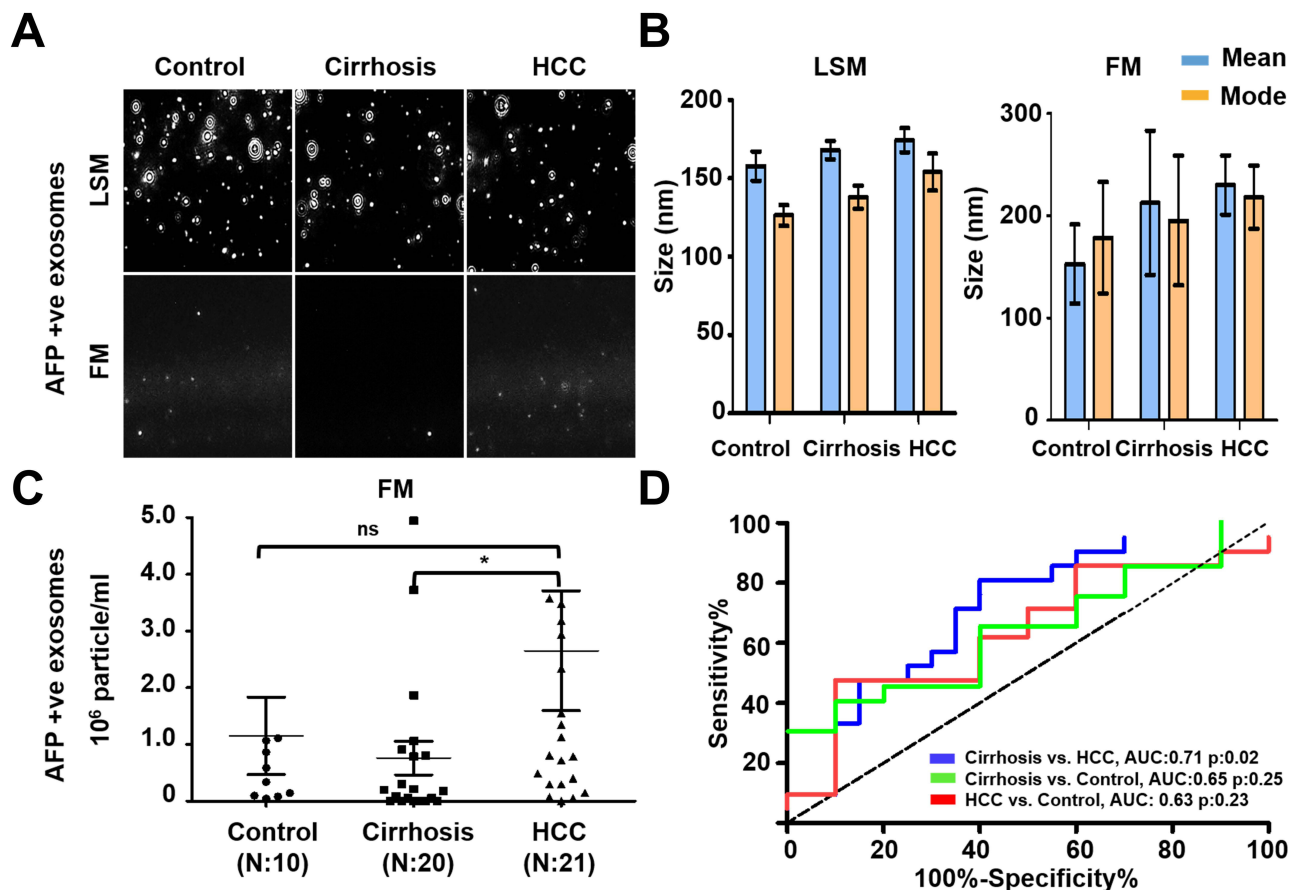 A
Control Cirrhosis HCC
AFP +ve exosomes
LSM
FM
B
Mean
Mode
LSM
Size (nm)
200
150
100
50
0
Control Cirrhosis HCC
FM
Size (nm)
300
200
100
0
Control Cirrhosis HCC
C
FM
AFP +ve exosomes
10⁶ particle/ml
5.0
4.0
3.0
2.0
1.0
0
ns
*
Control Cirrhosis HCC
(N:10) (N:20) (N:21)
D
Sensitivity%
100
80
60
40
20
Cirrhosis vs. HCC, AUC:0.71 p:0.02
Cirrhosis vs. Control, AUC:0.65 p:0.25
HCC vs. Control, AUC: 0.63 p:0.23
0 20 40 60 80 100
100%-Specificity%